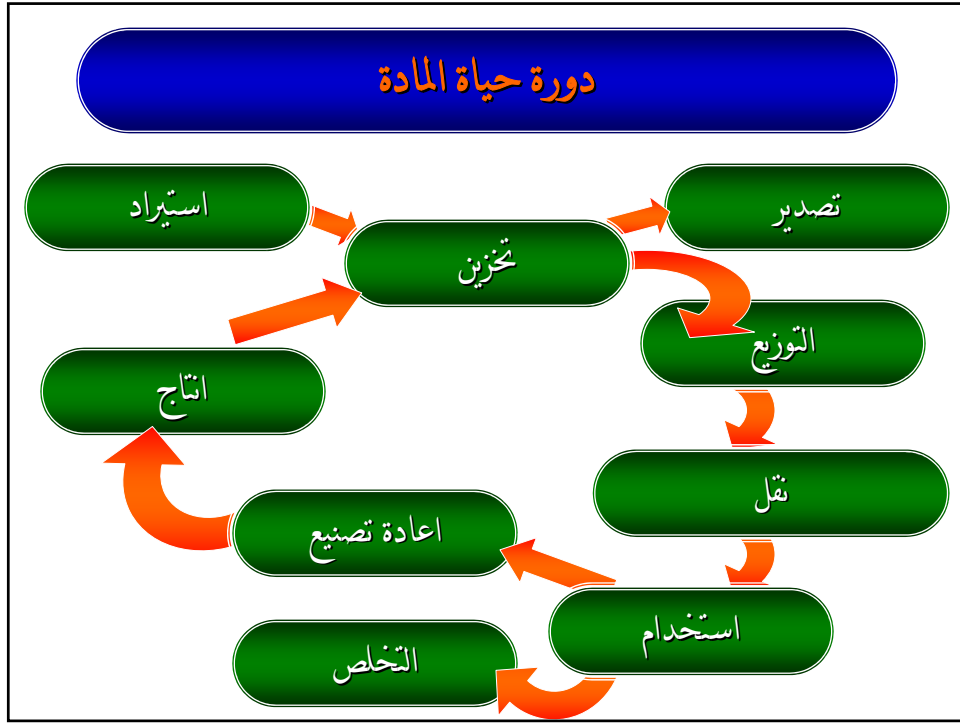 دورة حياة المادة
تصدير
استيراد
تخزين
التوزيع
انتاج
نقل
اعادة تصنيع
استخدام
التخلص